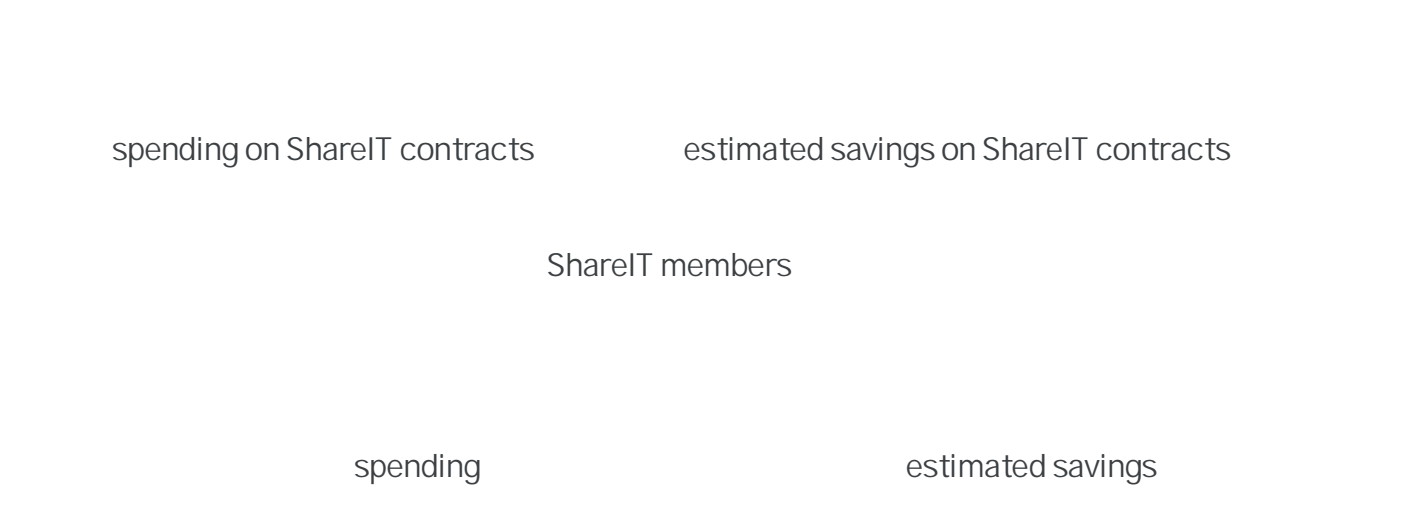 spending on ShareIT contracts
estimated savings on ShareIT contracts
ShareIT members
spending
estimated savings